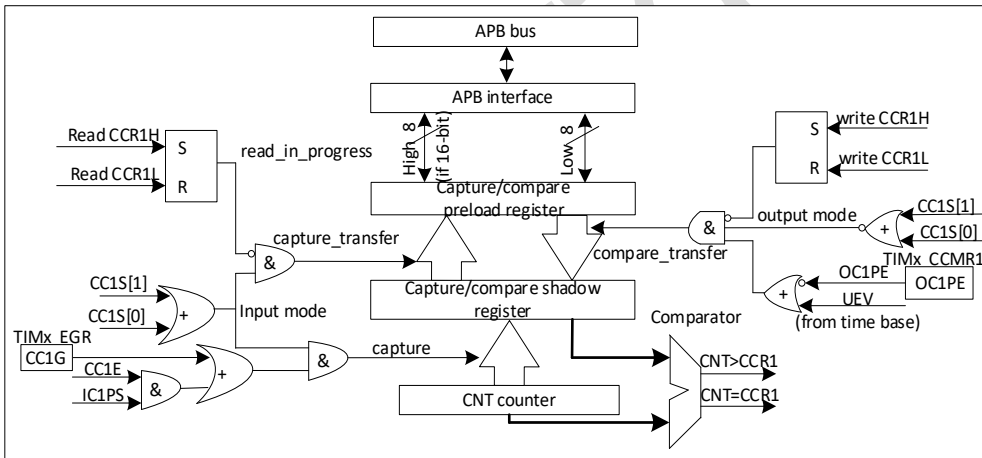 APB bus
APB interface
Read CCR1H
Read CCR1L
S
R
read_in_progress
High 8
(if 16-bit)
Low 8
S
R
write CCR1H
write CCR1L
Capture/compare
preload register
&
capture_transfer
compare_transfer
&
output mode
+
CC1S[1]
CC1S[0]
TIMx_CCMR1
OC1PE
OC1PE
+
UEV
(from time base)
CC1S[1]
CC1S[0]
+
Input mode
Capture/compare shadow
register
Comparator
TIMx_EGR
CC1G
CC1E
IC1PS
&
+
&
capture
CNT counter
CNT>CCR1
CNT=CCR1